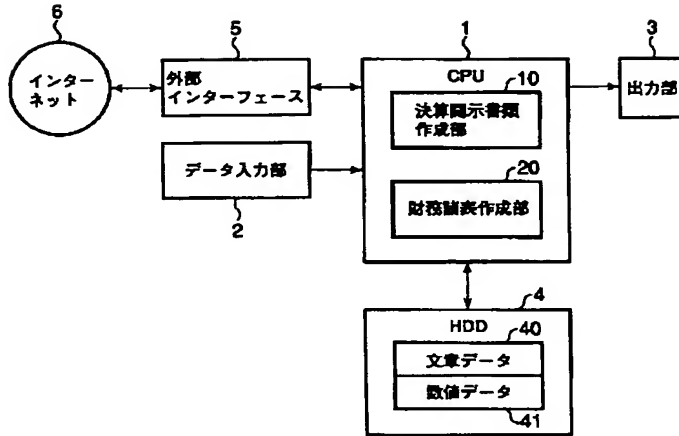 6
5
1
3
インター
ネット
外部
インターフェース
CPU
10
決算開示書類
作成部
出力部
データ入力部
2
20
財務諸表作成部
4
HDD
40
文章データ
数値データ
41